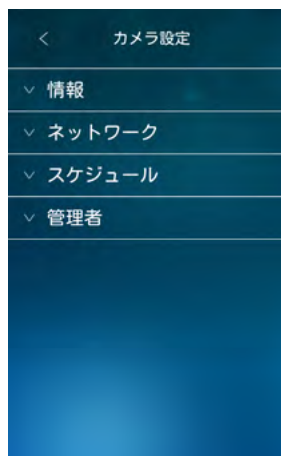 カメラ設定
情報
ネットワーク
スケジュール
管理者